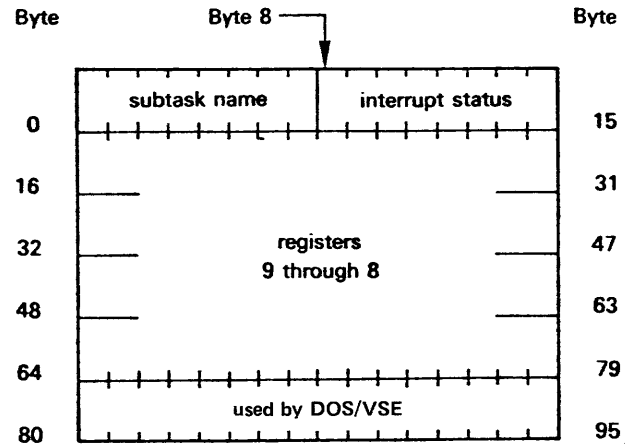 Byte Byte 8 Byte
subtask name interrupt status
0 15
16 31
registers
32 47
9 through 8
48 63
64 79
used by DOS/VSE
80 95